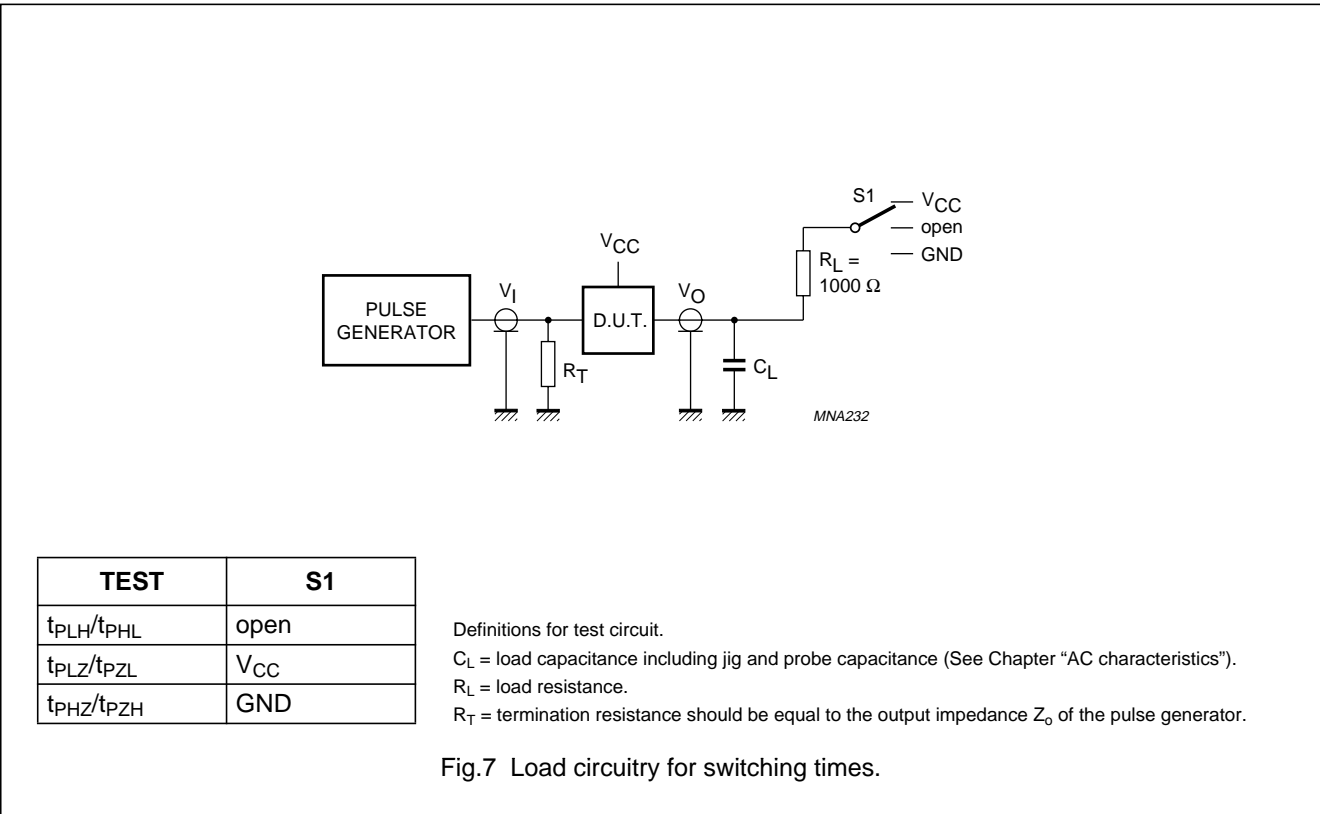 S1
VCC
open
GND
RL =
1000 Ω
VCC
PULSE
GENERATOR
VI
D.U.T.
VO
RT
CL
MNA232
TEST S1
tPLH/tPHL open
tPLZ/tPZL VCC
tPHZ/tPZH GND
Definitions for test circuit.
CL = load capacitance including jig and probe capacitance (See Chapter “AC characteristics”).
RL = load resistance.
RT = termination resistance should be equal to the output impedance Zo of the pulse generator.
Fig.7 Load circuitry for switching times.